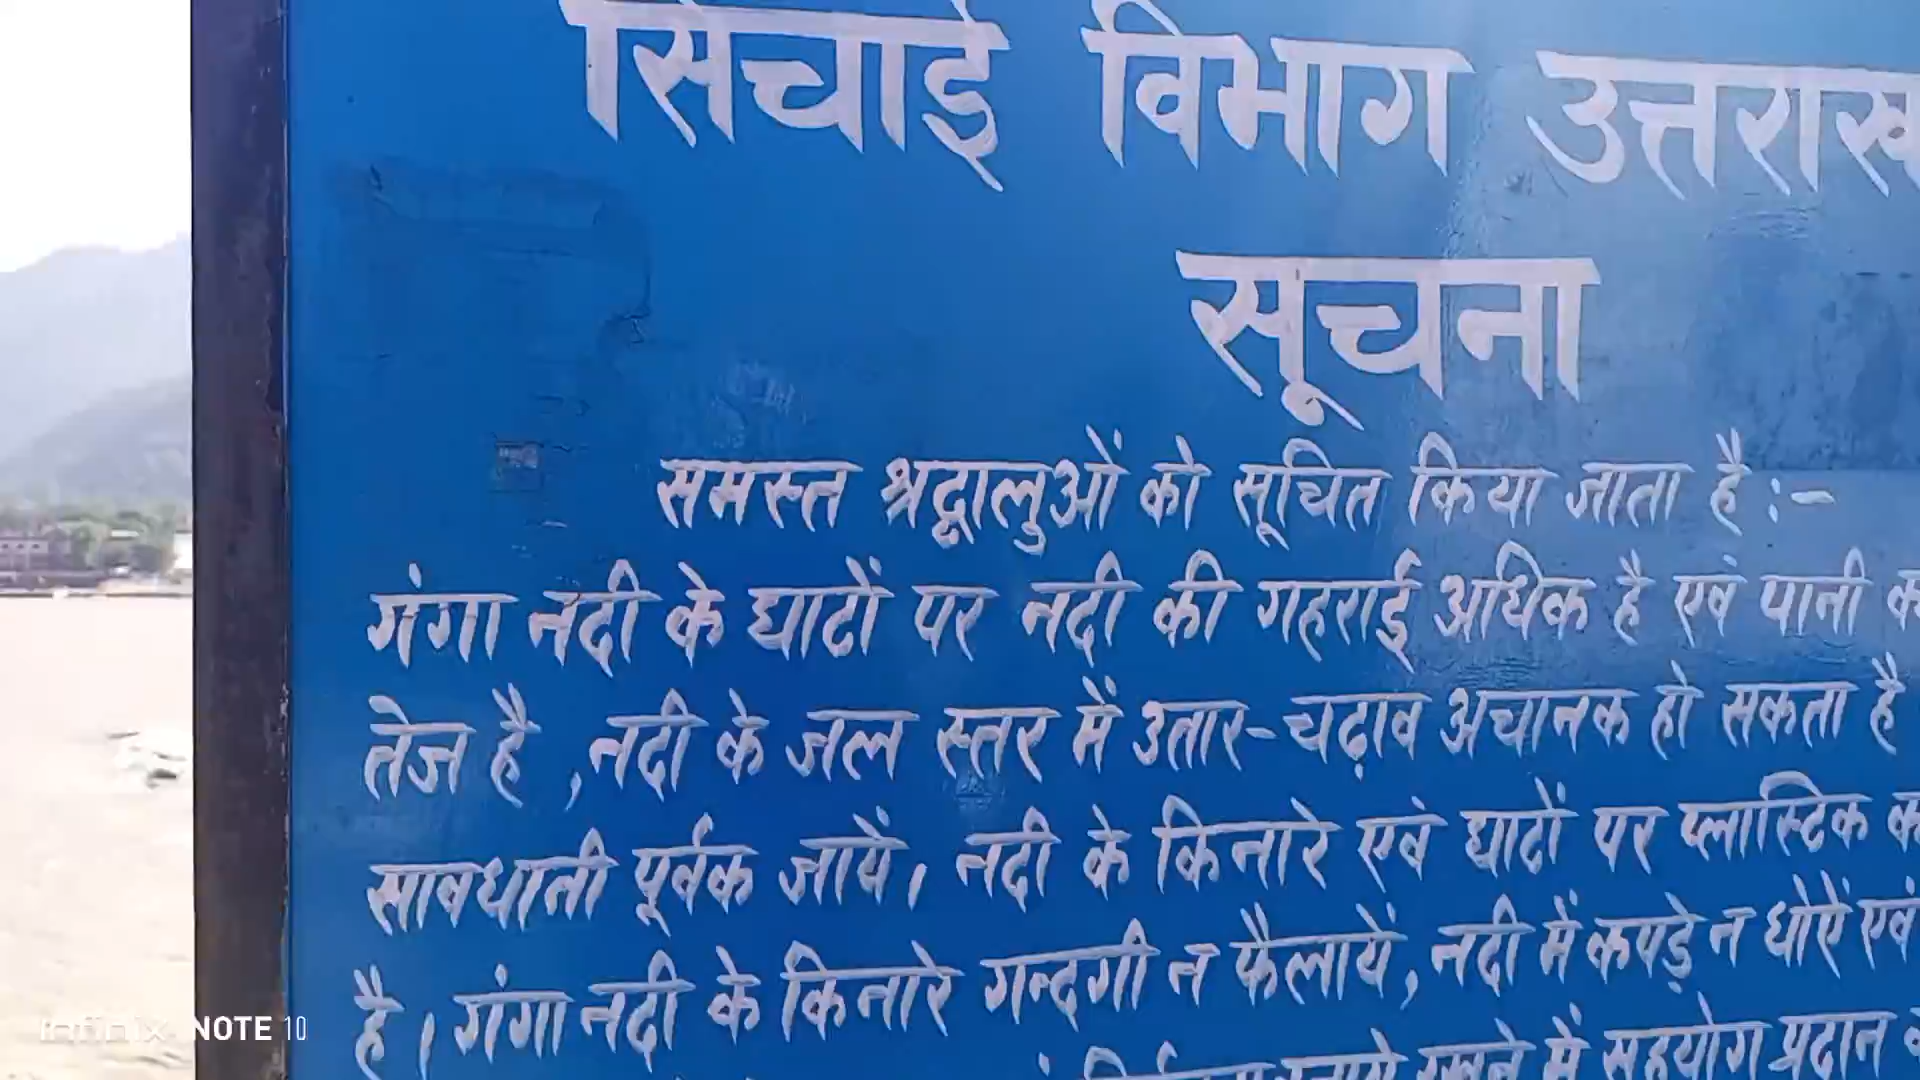 सिंचाई विभाग उत्तराख
सूचना
समस्त श्रद्धालुओं को सूचित किया जाता है :-
गंगा नदी के घाटों पर नदी की गहराई अधिक है एवं पानी क
तेज है ,नदी के जल स्तर में उतार-चढ़ाव अचानक हो सकता है
सावधानी पूर्वक जायें। नदी के किनारे एवं घाटों पर प्लास्टिक क
है । गंगा नदी के किनारे गन्दगी न फैलायें, नदी में कपड़े न धोऐं एवं
रखने में सहयोग प्रदान
Infinix NOTE 10